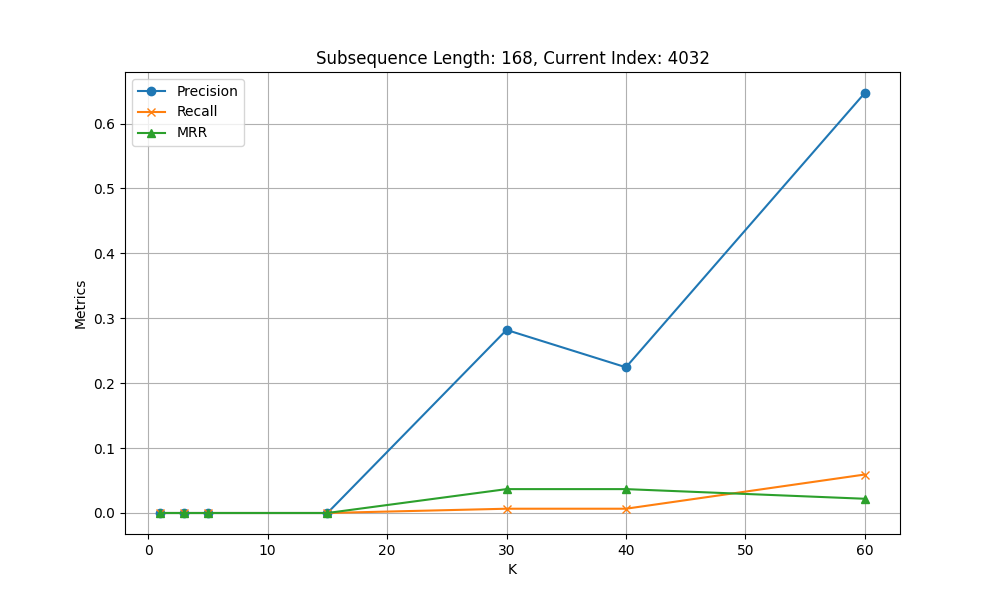 Subsequence Length: 168, Current Index: 4032
Precision
Recall
MRR
Metrics
0.6
0.5
0.4
0.3
0.2
0.1
0.0
0 10 20 30 40 50 60
K